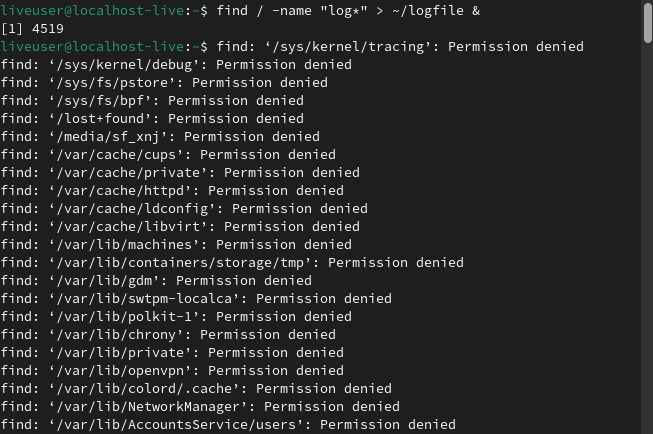 liveuser@localhost-live:~$ find / -name "log*" > ~/logfile &
[1] 4519
liveuser@localhost-live:~$ find: ‘/sys/kernel/tracing’: Permission denied
find: ‘/sys/kernel/debug’: Permission denied
find: ‘/sys/fs/pstore’: Permission denied
find: ‘/sys/fs/bpf’: Permission denied
find: ‘/lost+found’: Permission denied
find: ‘/media/sf_xnj’: Permission denied
find: ‘/var/cache/cups’: Permission denied
find: ‘/var/cache/private’: Permission denied
find: ‘/var/cache/httpd’: Permission denied
find: ‘/var/cache/ldconfig’: Permission denied
find: ‘/var/cache/libvirt’: Permission denied
find: ‘/var/lib/machines’: Permission denied
find: ‘/var/lib/containers/storage/tmp’: Permission denied
find: ‘/var/lib/gdm’: Permission denied
find: ‘/var/lib/swtpm-localca’: Permission denied
find: ‘/var/lib/polkit-1’: Permission denied
find: ‘/var/lib/chrony’: Permission denied
find: ‘/var/lib/private’: Permission denied
find: ‘/var/lib/openvpn’: Permission denied
find: ‘/var/lib/colord/.cache’: Permission denied
find: ‘/var/lib/NetworkManager’: Permission denied
find: ‘/var/lib/AccountsService/users’: Permission denied